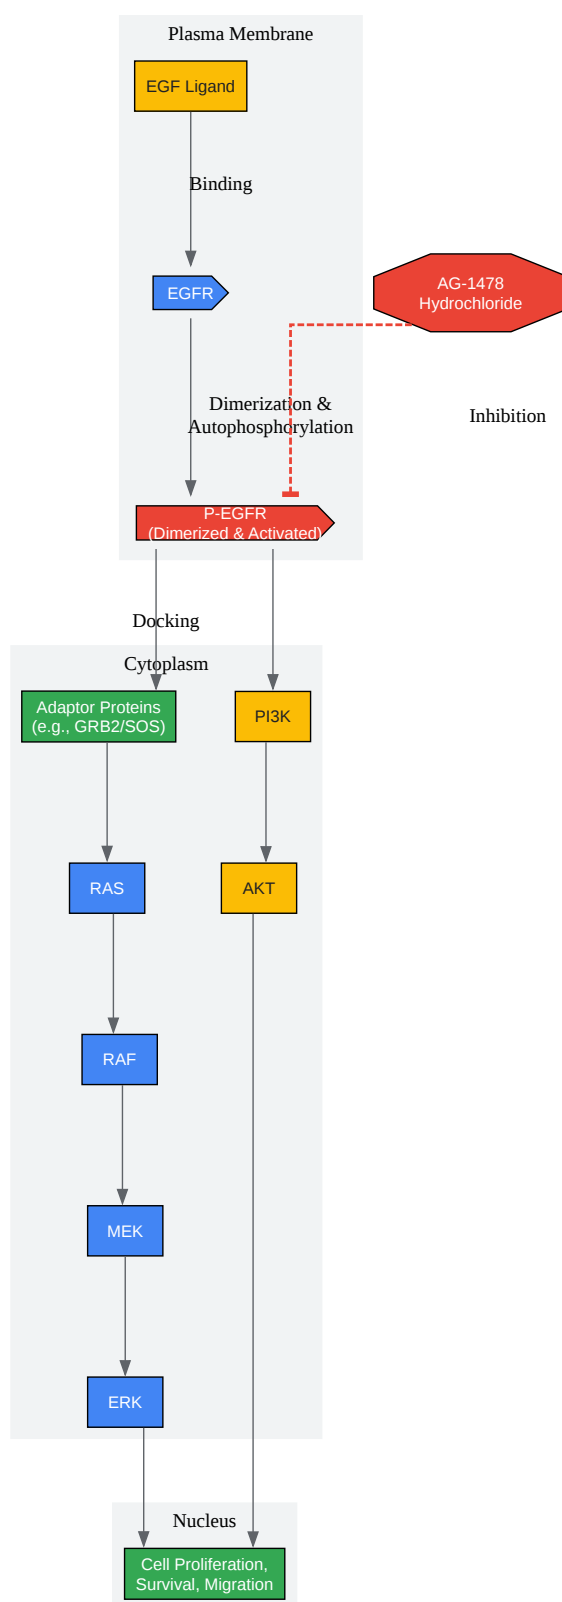 Plasma Membrane
EGF Ligand
Binding
EGFR
AG-1478
Hydrochloride
Dimerization &
Autophosphorylation
Inhibition
P-EGFR
(Dimerized & Activated)
Docking
Cytoplasm
Adaptor Proteins
(e.g., GRB2/SOS)
PI3K
RAS
AKT
RAF
MEK
ERK
Nucleus
Cell Proliferation,
Survival, Migration